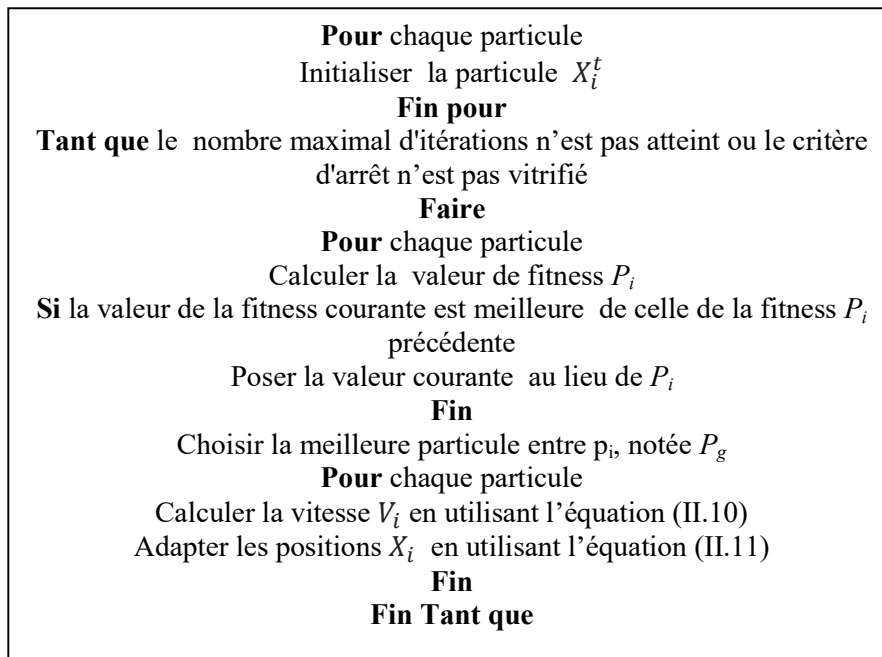 Pour chaque particule
Initialiser la particule $X_i^t$
Fin pour
Tant que le nombre maximal d'itérations n’est pas atteint ou le critère
d'arrêt n’est pas vitrifié
Faire
Pour chaque particule
Calculer la valeur de fitness $P_i$
Si la valeur de la fitness courante est meilleure de celle de la fitness $P_i$
précédente
Poser la valeur courante au lieu de $P_i$
Fin
Choisir la meilleure particule entre p$_i$, notée $P_g$
Pour chaque particule
Calculer la vitesse $V_i$ en utilisant l’équation (II.10)
Adapter les positions $X_i$ en utilisant l’équation (II.11)
Fin
Fin Tant que